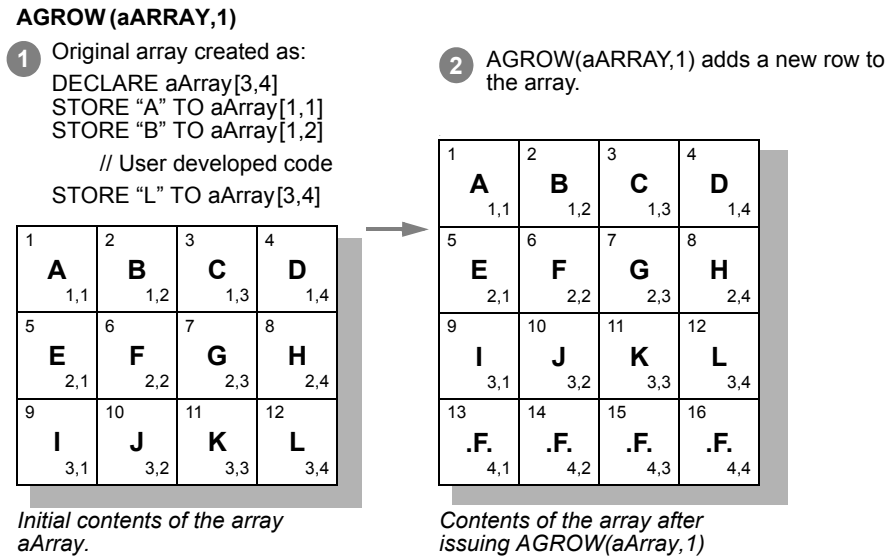 AGROW (aARRAY,1)
1
Original array created as:
DECLARE aArray[3,4]
STORE “A” TO aArray[1,1]
STORE “B” TO aArray[1,2]
// User developed code
STORE “L” TO aArray[3,4]
1 2 3 4
A B C D
1,1 1,2 1,3 1,4
5 6 7 8
E F G H
2,1 2,2 2,3 2,4
9 10 11 12
I J K L
3,1 3,2 3,3 3,4
Initial contents of the array
aArray.
2
AGROW(aARRAY,1) adds a new row to
the array.
1 2 3 4
A B C D
1,1 1,2 1,3 1,4
5 6 7 8
E F G H
2,1 2,2 2,3 2,4
9 10 11 12
I J K L
3,1 3,2 3,3 3,4
13 14 15 16
.F. .F. .F. .F.
4,1 4,2 4,3 4,4
Contents of the array after
issuing AGROW(aArray,1)